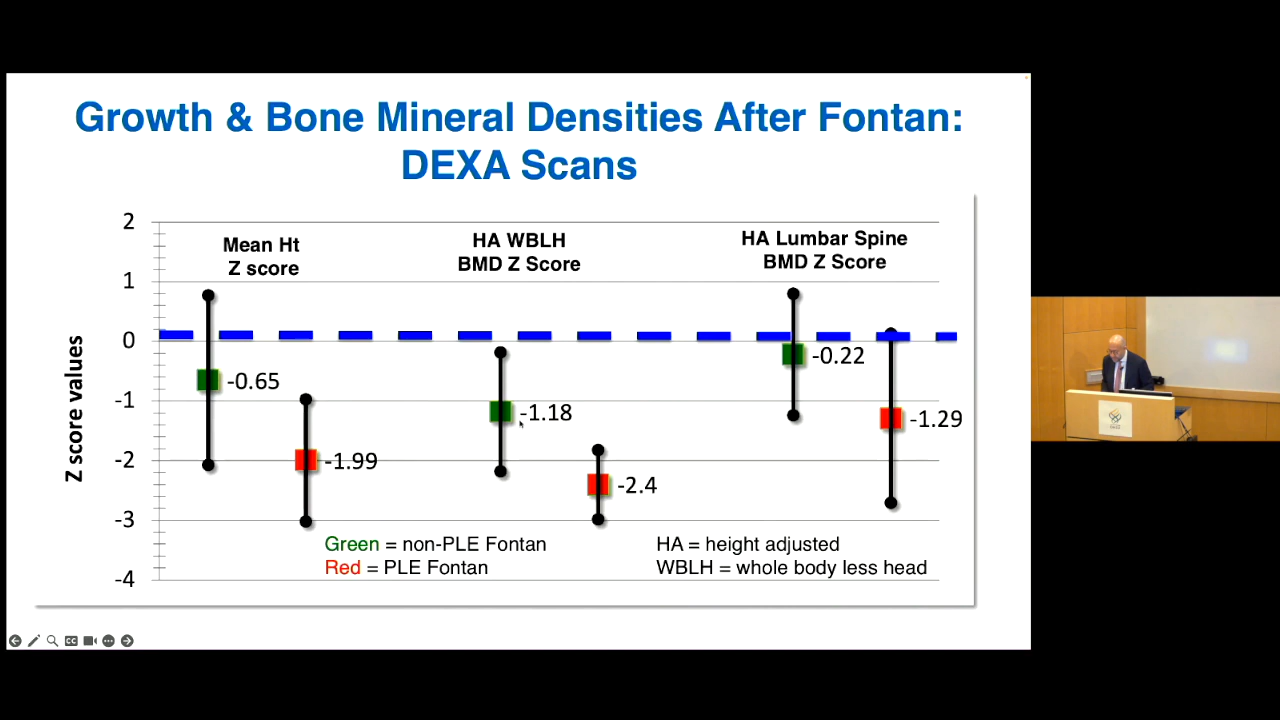 Growth & Bone Mineral Densities After Fontan:
DEXA Scans
Mean Ht
Z score
HA WBLH
BMD Z Score
HA Lumbar Spine
BMD Z Score
Z score values
2
1
0
-1
-2
-3
-4
-0.65
-1.99
-1.18
-2.4
-0.22
-1.29
Green = non-PLE Fontan
Red = PLE Fontan
HA = height adjusted
WBLH = whole body less head
CC